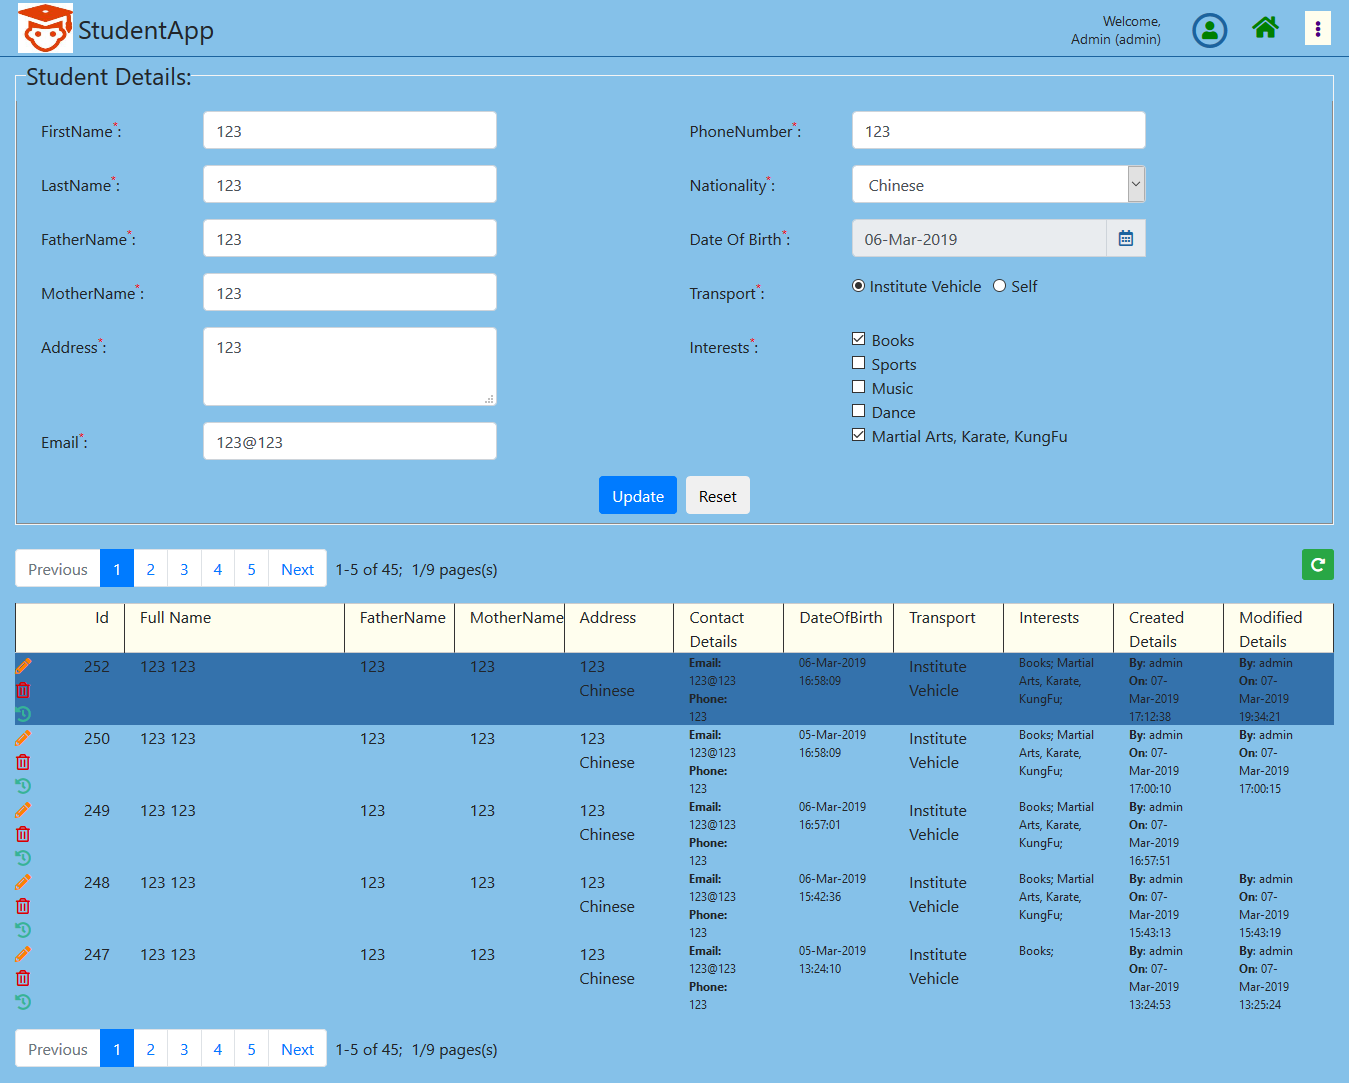 StudentApp
Welcome,
Admin (admin)
Student Details:
FirstName*: 123
PhoneNumber*: 123
LastName*: 123
Nationality*: Chinese
FatherName*: 123
Date Of Birth*: 06-Mar-2019
MotherName*: 123
Transport*: Institute Vehicle Self
Address*: 123
Interests*: Books
Sports
Music
Dance
Email*: 123@123
Martial Arts, Karate, KungFu
Update Reset
Previous 1 2 3 4 5 Next 1-5 of 45; 1/9 pages(s)
Id Full Name FatherName MotherName Address Contact Details DateOfBirth Transport Interests Created Details Modified Details
252 123 123 123 123 123 Chinese Email: 123@123 Phone: 123 06-Mar-2019 16:58:09 Institute Vehicle Books; Martial Arts, Karate, KungFu; By: admin On: 07-Mar-2019 17:12:38 By: admin On: 07-Mar-2019 19:34:21
250 123 123 123 123 123 Chinese Email: 123@123 Phone: 123 05-Mar-2019 16:58:09 Institute Vehicle Books; Martial Arts, Karate, KungFu; By: admin On: 07-Mar-2019 17:00:10 By: admin On: 07-Mar-2019 17:00:15
249 123 123 123 123 123 Chinese Email: 123@123 Phone: 123 06-Mar-2019 16:57:01 Institute Vehicle Books; Martial Arts, Karate, KungFu; By: admin On: 07-Mar-2019 16:57:51
248 123 123 123 123 123 Chinese Email: 123@123 Phone: 123 06-Mar-2019 15:42:36 Institute Vehicle Books; Martial Arts, Karate, KungFu; By: admin On: 07-Mar-2019 15:43:13 By: admin On: 07-Mar-2019 15:43:19
247 123 123 123 123 123 Chinese Email: 123@123 Phone: 123 05-Mar-2019 13:24:10 Institute Vehicle Books; By: admin On: 07-Mar-2019 13:24:53 By: admin On: 07-Mar-2019 13:25:24
Previous 1 2 3 4 5 Next 1-5 of 45; 1/9 pages(s)